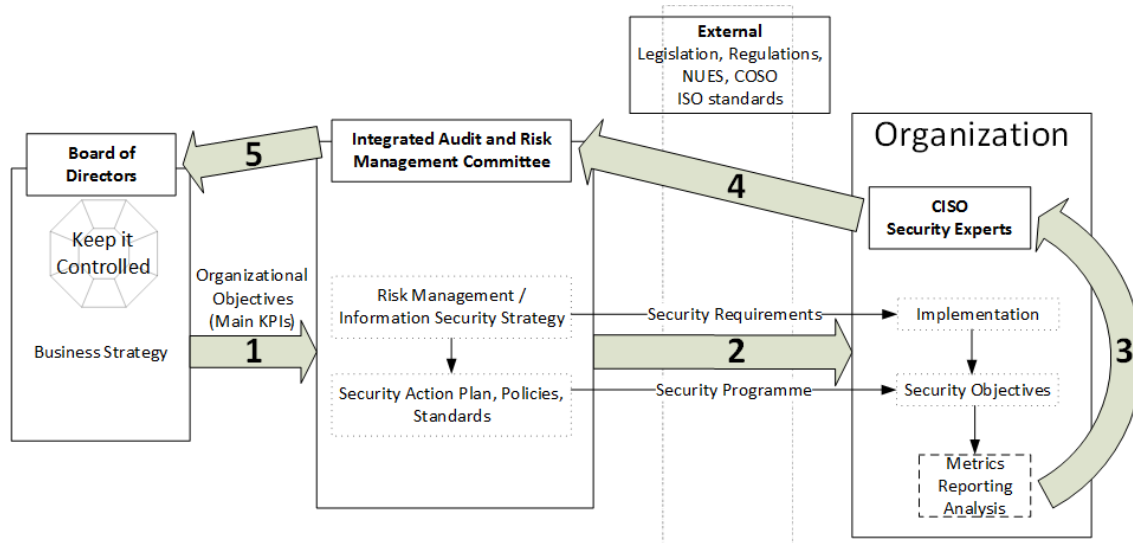 External
Legislation, Regulations,
NUES, COSO
ISO standards
Organization
Board of
Directors
5
Integrated Audit and Risk
Management Committee
4
CISO
Security Experts
Keep it
Controlled
Organizational
Objectives
(Main KPIs)
Business Strategy
1
Risk Management /
Information Security Strategy
Security Requirements
Implementation
2
3
Security Action Plan, Policies,
Standards
Security Programme
Security Objectives
Metrics
Reporting
Analysis